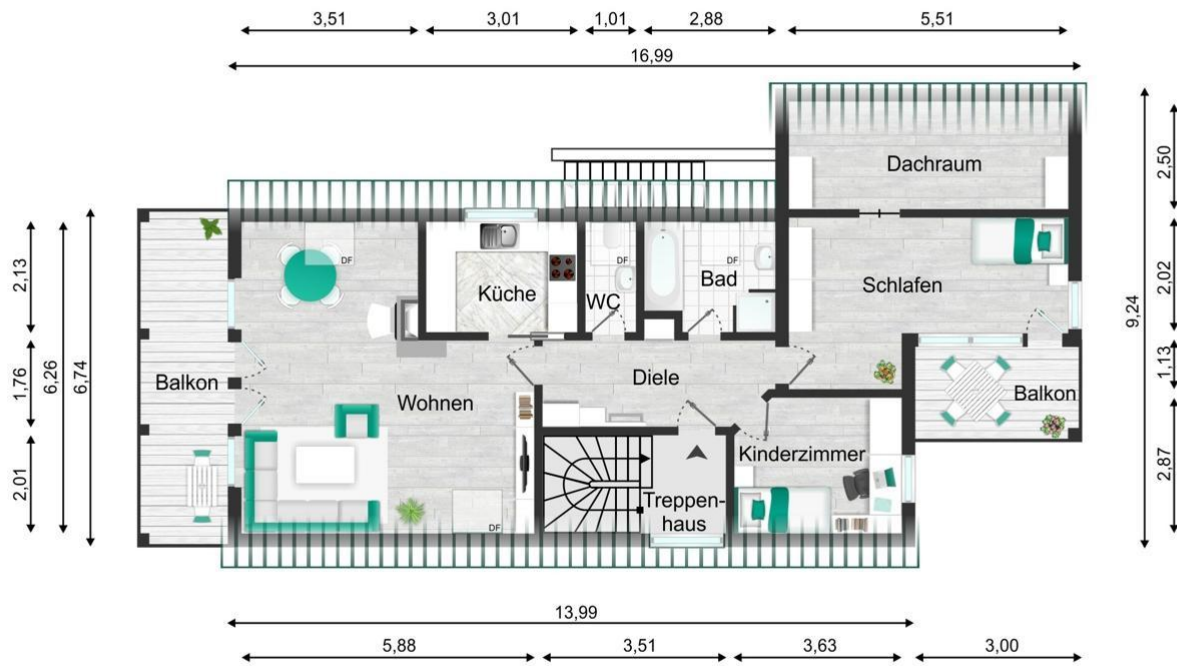 3,51
3,01
1,01
2,88
5,51
16,99
Dachraum
2,50
DF
DF
DF
Bad
Küche
WC
Schlafen
2,13
2,02
9,24
1,76
6,26
6,74
Balkon
Wohnen
Diele
Balkon
1,13
2,01
Kinderzimmer
2,87
Treppen-
haus
DF
13,99
5,88
3,51
3,63
3,00